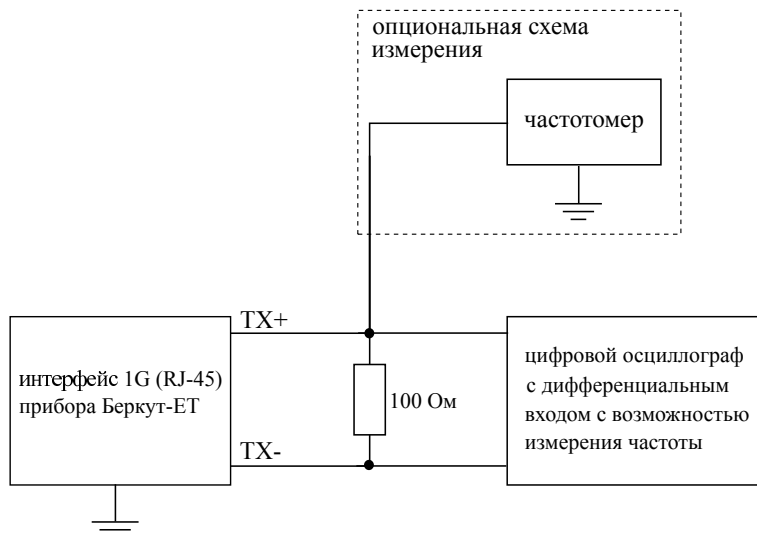 опциональная схема
измерения
частотомер
TX+
интерфейс 1G (RJ-45)
прибора Беркут-ЕТ
100 Ом
TX-
цифровой осциллограф
с дифференциальным
входом с возможностью
измерения частоты